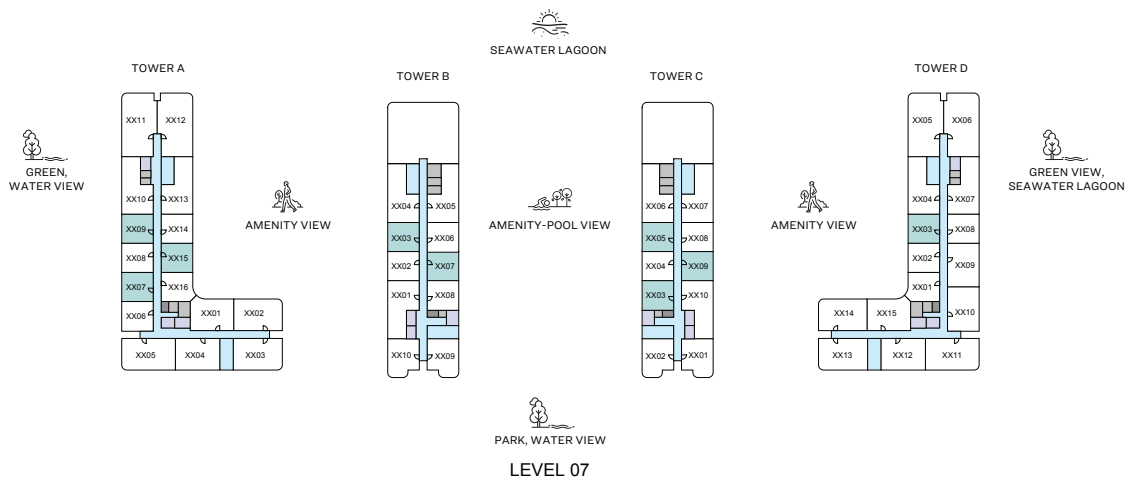 SEAWATER LAGOON
TOWER A
TOWER B
TOWER C
TOWER D
GREEN,
WATER VIEW
AMENITY VIEW
AMENITY-POOL VIEW
AMENITY VIEW
GREEN VIEW,
SEAWATER LAGOON
XX11 XX12
XX10 XX13
XX09 XX14
XX08 XX15
XX07 XX16
XX06 XX01 XX02
XX05 XX04 XX03
XX04 XX05
XX03 XX06
XX02 XX07
XX01 XX08
XX10 XX09
XX06 XX07
XX05 XX08
XX04 XX09
XX03 XX10
XX02 XX01
XX05 XX06
XX04 XX07
XX03 XX08
XX02 XX09
XX01
XX14 XX15 XX10
XX13 XX12 XX11
PARK, WATER VIEW
LEVEL 07